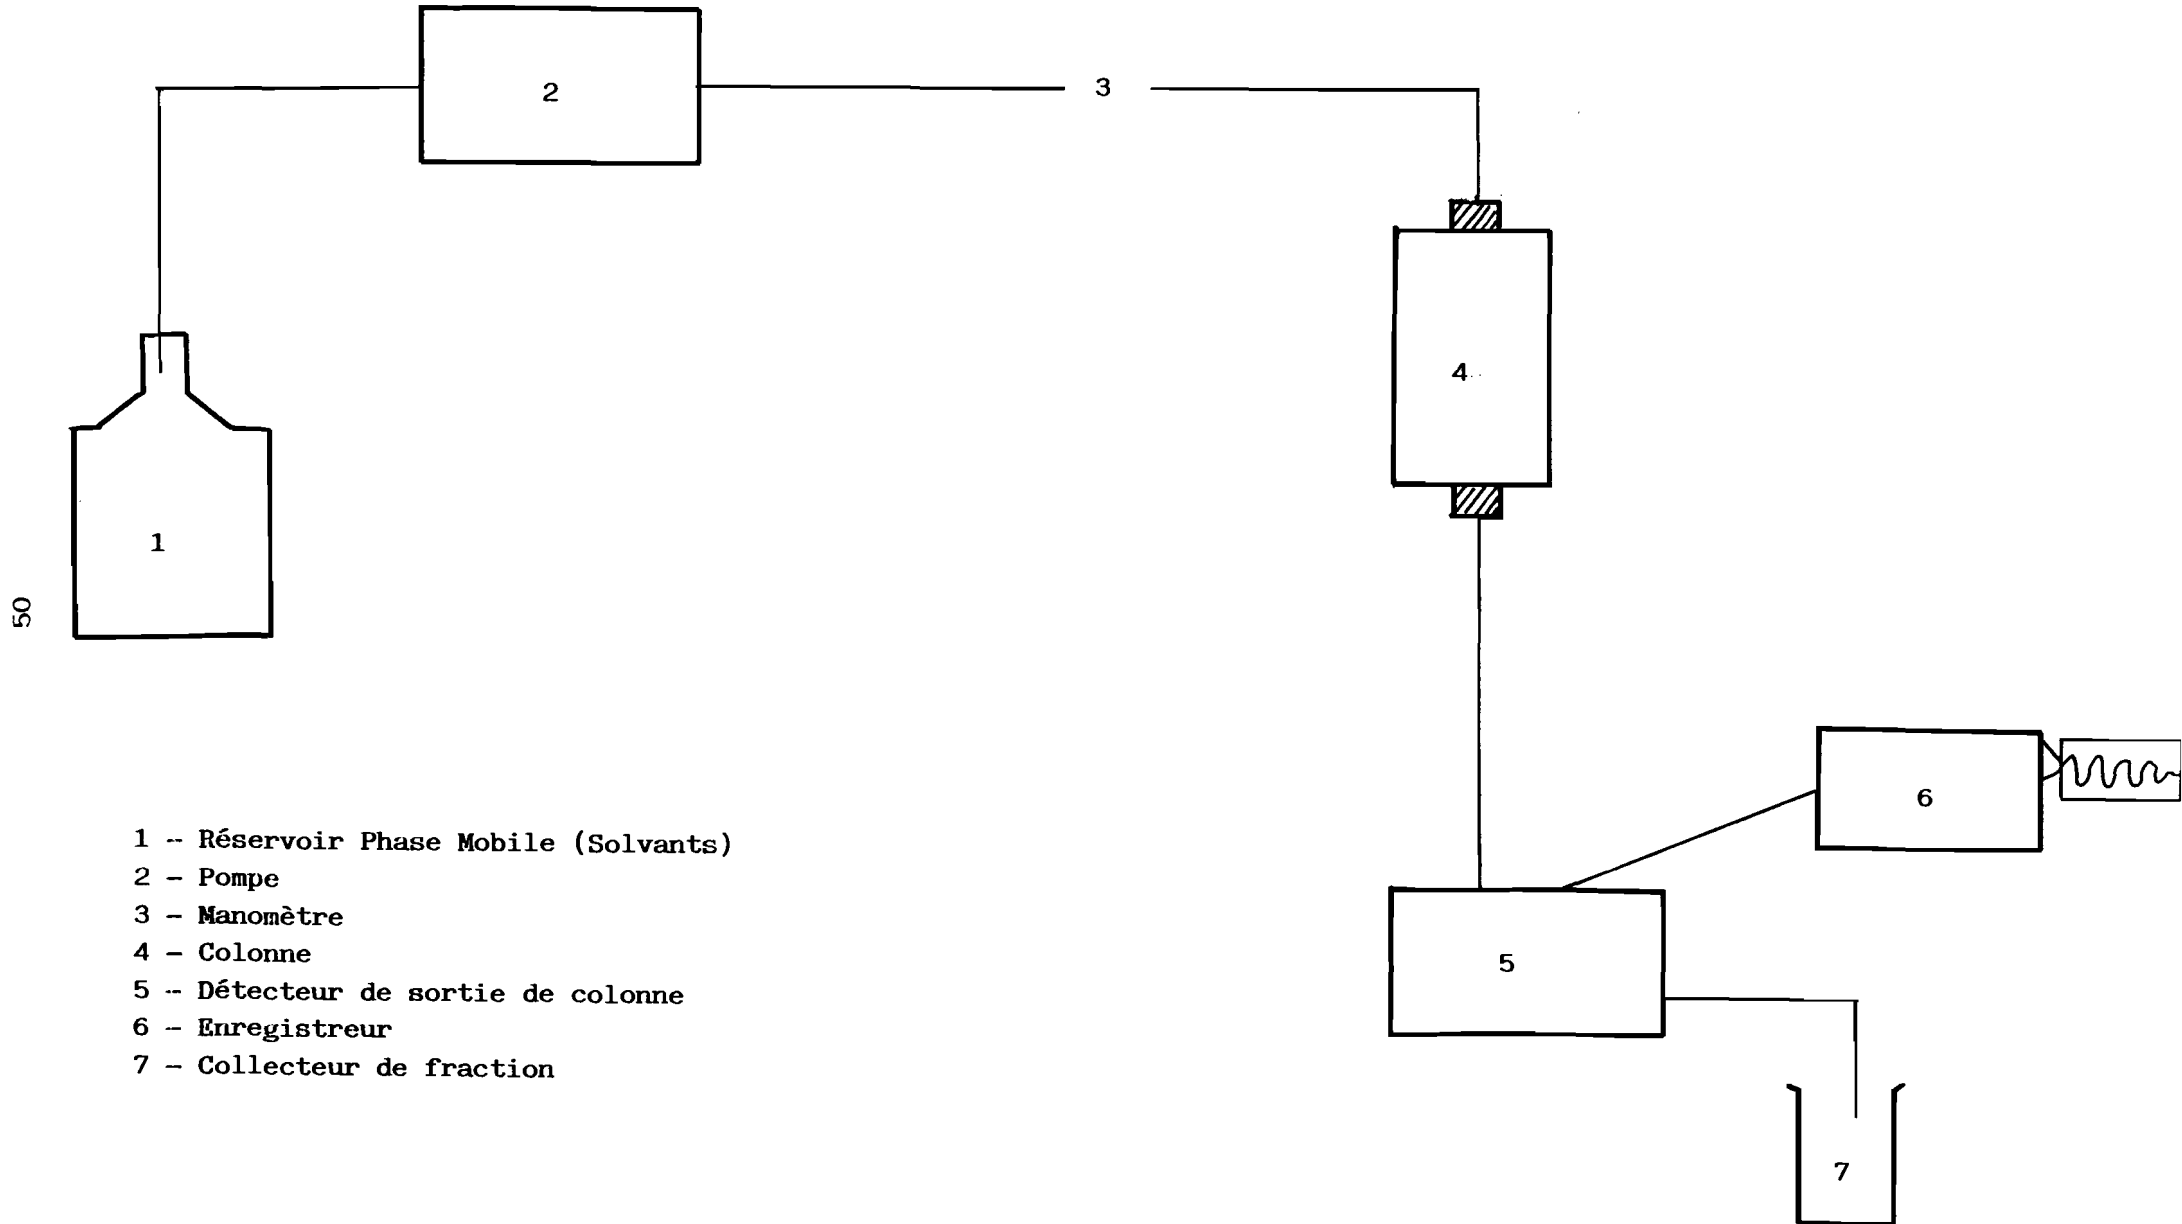 2
3
4
1
50
6
5
7
1 -- Réservoir Phase Mobile (Solvants)
2 - Pompe
3 - Manomètre
4 - Colonne
5 -- Détecteur de sortie de colonne
6 -- Enregistreur
7 - Collecteur de fraction